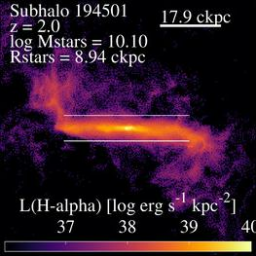 Subhalo 194501
17.9 ckpc
z = 2.0
log Mstars = 10.10
Rstars = 8.94 ckpc
L(H-alpha) [log erg s⁻¹ kpc⁻²]
37 38 39 40